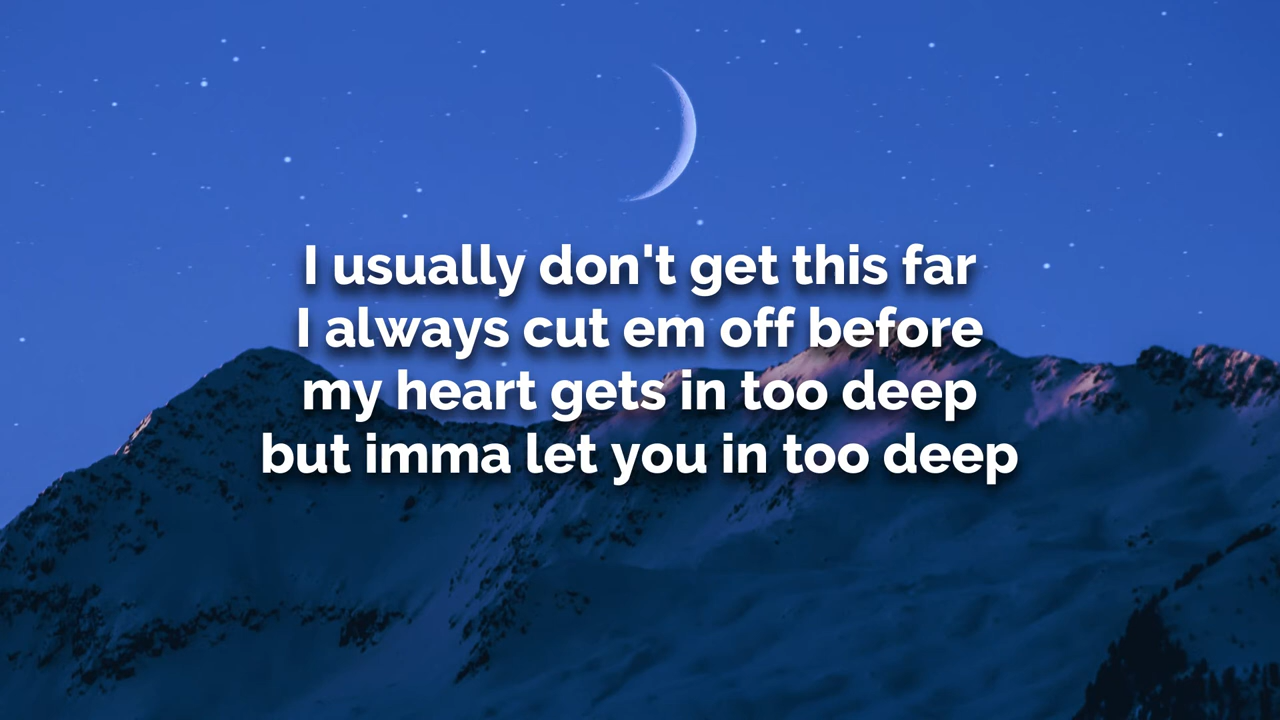 I usually don't get this far
I always cut em off before
my heart gets in too deep
but imma let you in too deep